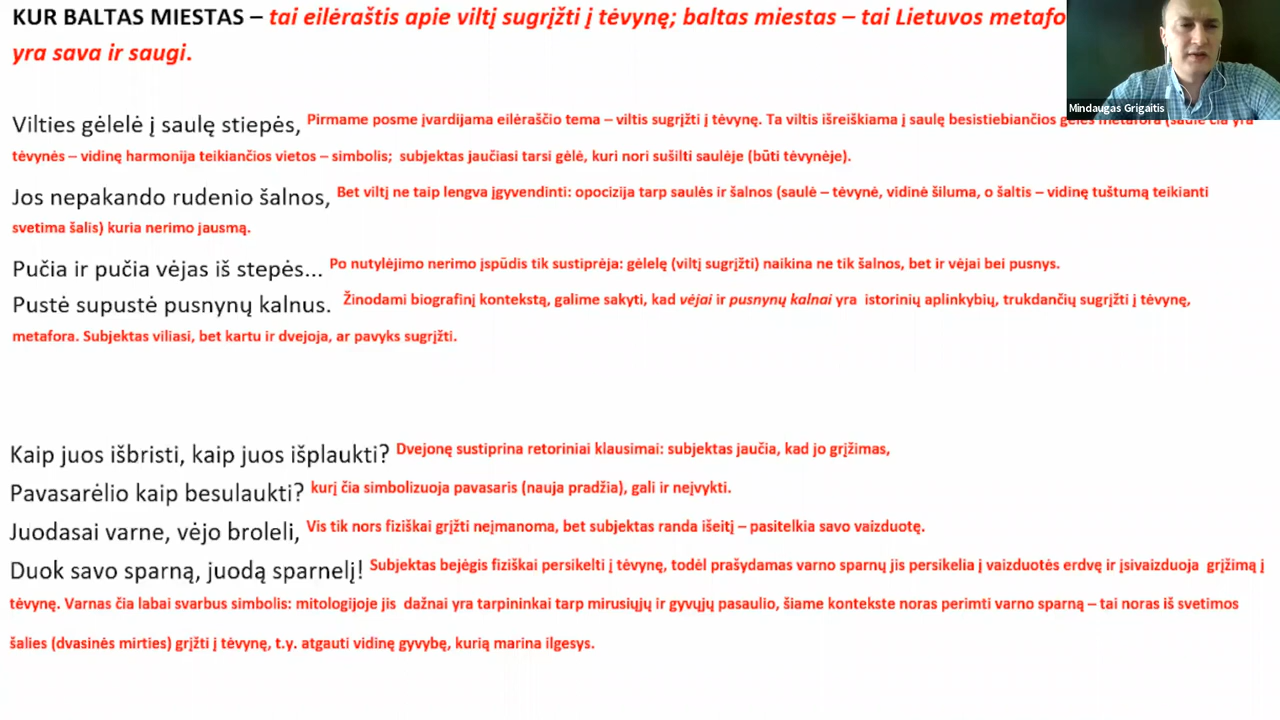 KUR BALTAS MIESTAS – tai eilėraštis apie viltį sugrįžti į tėvynę; baltas miestas – tai Lietuvos
yra sava ir saugi.
Mindaugas Grigaitis
Vilties gėlelė į saulę stiepės, Pirmame posme įvardijama eilėraščio tema – viltis sugrįžti į tėvynę. Ta viltis išreiškiama į saulę besistiebiančios gėlės metafora (saulė čia yra
tėvynės – vidinę harmonija teikiančios vietos – simbolis; subjektas jaučiasi tarsi gėlė, kuri nori sušilti saulėje (būti tėvynėje).
Jos nepakando rudenio šalnos, Bet viltį ne taip lengva įgyvendinti: opocizija tarp saulės ir šalnos (saulė – tėvynė, vidinė šiluma, o šaltis – vidinę tuštumą teikianti
svetima šalis) kuria nerimo jausmą.
Pučia ir pučia vėjas iš stepės... Po nutylėjimo nerimo įspūdis tik sustiprėja: gėlelę (viltį sugrįžti) naikina ne tik šalnos, bet ir vėjai bei pusnys.
Pustė supustė pusnynų kalnus. Žinodami biografinį kontekstą, galime sakyti, kad vėjai ir pusnynų kalnai yra istorinių aplinkybių, trukdančių sugrįžti į tėvynę,
metafora. Subjektas viliasi, bet kartu ir dvejoja, ar pavyks sugrįžti.
Kaip juos išbristi, kaip juos išplaukti? Dvejonę sustiprina retoriniai klausimai: subjektas jaučia, kad jo grįžimas,
Pavasarėlio kaip besulaukti? kurį čia simbolizuoja pavasaris (nauja pradžia), gali ir neįvykti.
Juodasai varne, vėjo broleli, Vis tik nors fiziškai grįžti neįmanoma, bet subjektas randa išeitį – pasitelkia savo vaizduotę.
Duok savo sparną, juodą sparnelį! Subjektas bejėgis fiziškai persikelti į tėvynę, todėl prašydamas varno sparnų jis persikelia į vaizduotės erdvę ir įsivaizduoja grįžimą į
tėvynę. Varnas čia labai svarbus simbolis: mitologijoje jis dažnai yra tarpininkai tarp mirusiųjų ir gyvųjų pasaulio, šiame kontekste noras perimti varno sparną – tai noras iš svetimos
šalies (dvasinės mirties) grįžti į tėvynę, t.y. atgauti vidinę gyvybę, kurią marina ilgesys.